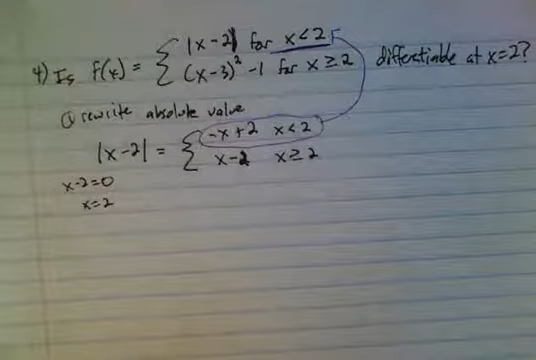 4) Is f(x) = { |x-2| for x<2
(x-3)² -1 for x ≥ 2 differentiable at x=2?
① rewrite absolute value
|x-2| = { -x+2 x<2
x-2 x≥2
x-2=0
x=2